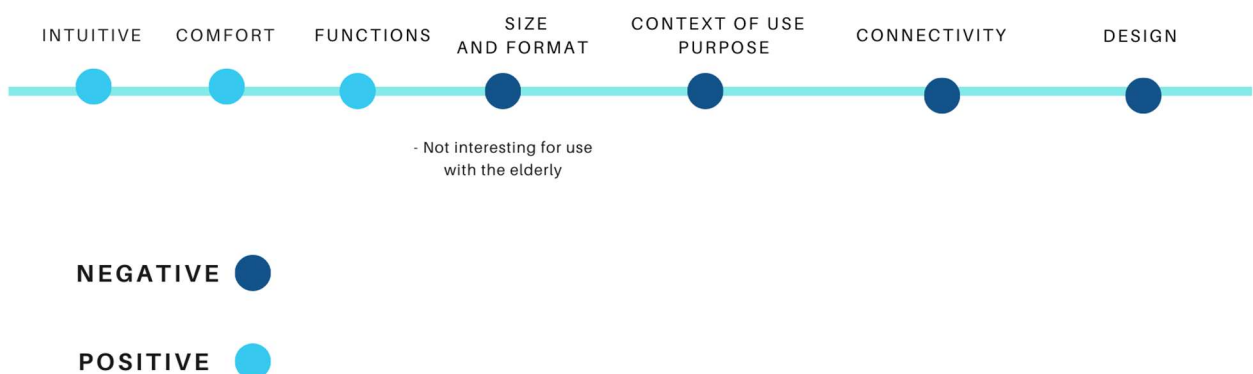 INTUITIVE
COMFORT
FUNCTIONS
SIZE
AND FORMAT
CONTEXT OF USE
PURPOSE
CONNECTIVITY
DESIGN
- Not interesting for use
with the elderly
NEGATIVE
POSITIVE